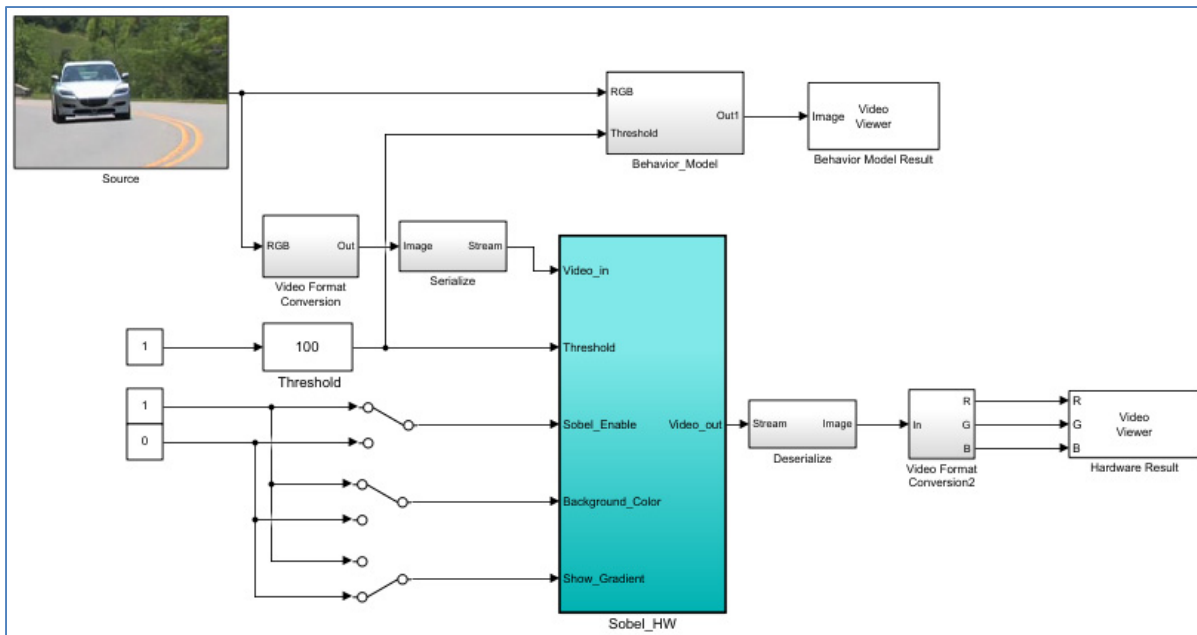 Source
RGB
Threshold
Out1
Behavior_Model
Image
Video
Viewer
Behavior Model Result
RGB
Out
Video Format
Conversion
Image
Stream
Serialize
1
100
Threshold
1
0
Video_in
Threshold
Sobel_Enable
Background_Color
Show_Gradient
Video_out
Sobel_HW
Stream
Image
Deserialize
In
R
G
B
Video Format
Conversion2
R
G
B
Video
Viewer
Hardware Result